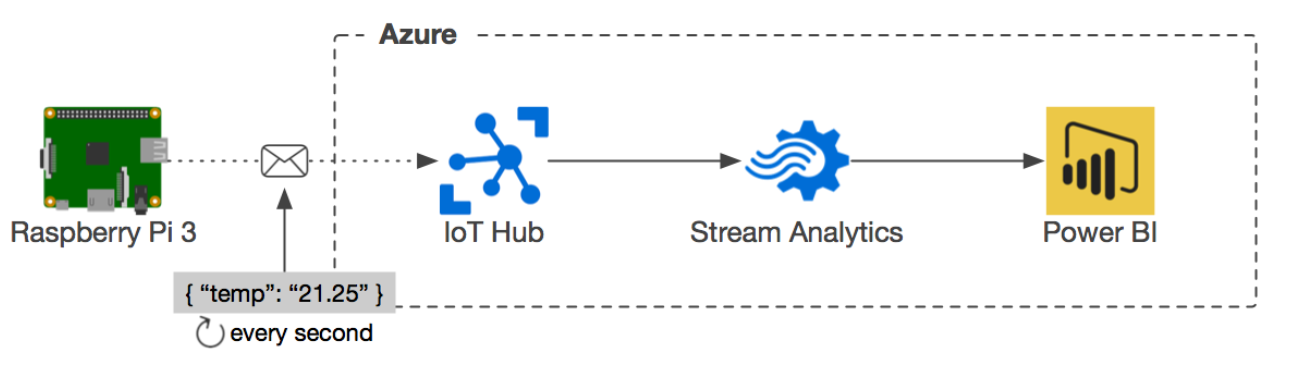 Azure
Raspberry Pi 3
IoT Hub
Stream Analytics
Power BI
{ “temp”: “21.25” }
every second